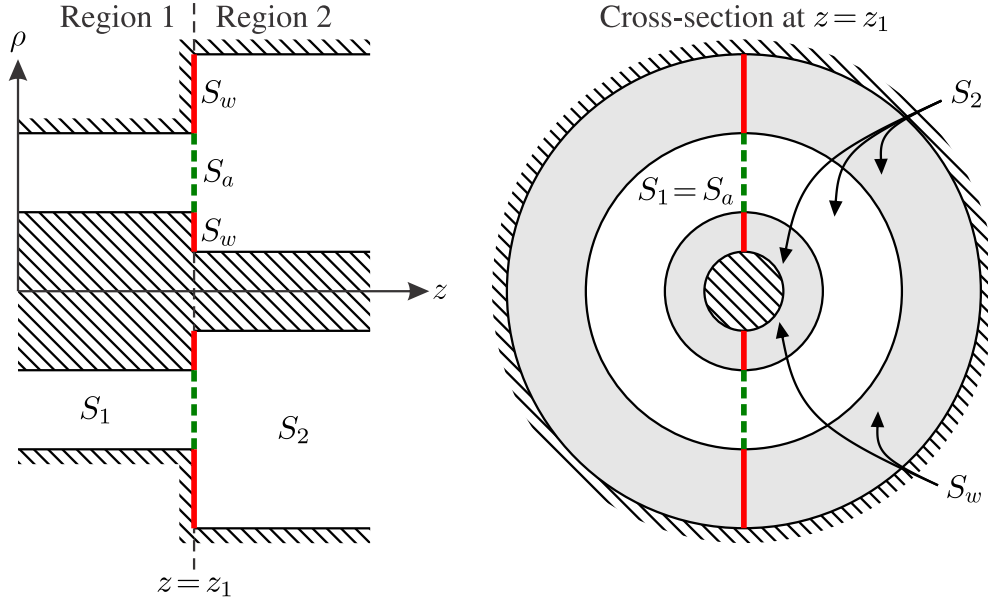 Region 1
Region 2
Cross-section at z = z₁
ρ
S_w
S_a
S_w
z
S₁
S₂
z = z₁
S₂
S₁ = S_a
S_w